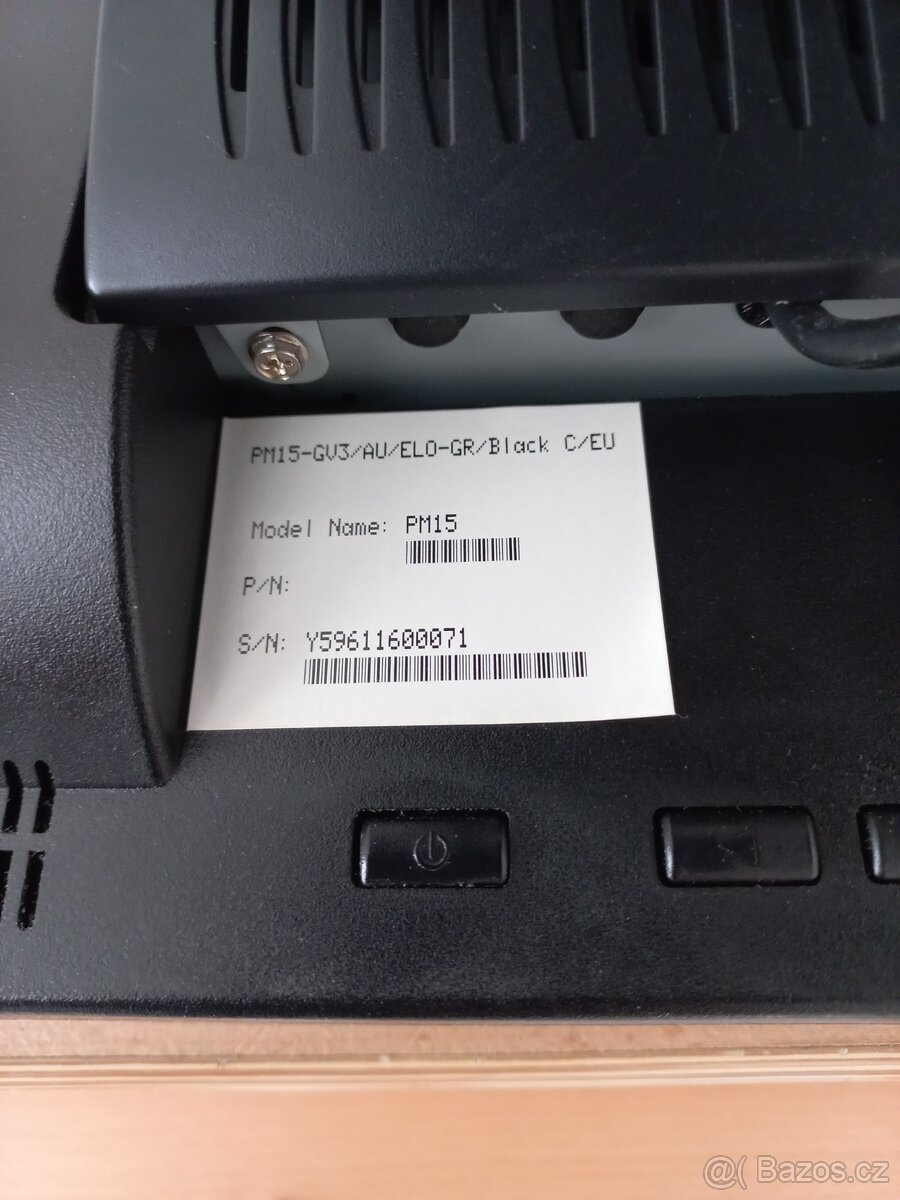 PM15-GV3/AU/ELO-GR/Black C/EU
Model Name: PM15
P/N:
S/N: Y59611600071
@( Bazos.cz